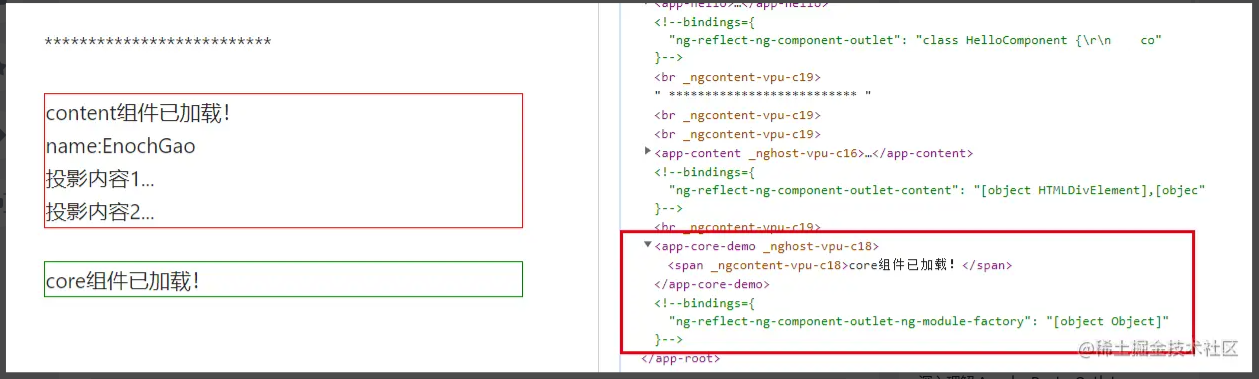 **************************
content组件已加载！
name:EnochGao
投影内容1...
投影内容2...
core组件已加载！
<app-hello>…</app-hello>
<!--bindings={
"ng-reflect-ng-component-outlet": "class HelloComponent {\r\n    co"
}-->
<br _ngcontent-vpu-c19>
" ************************** "
<br _ngcontent-vpu-c19>
<br _ngcontent-vpu-c19>
<app-content _nghost-vpu-c16>…</app-content>
<!--bindings={
"ng-reflect-ng-component-outlet-content": "[object HTMLDivElement],[objec"
}-->
<br _ngcontent-vpu-c19>
<app-core-demo _nghost-vpu-c18>
<span _ngcontent-vpu-c18>core组件已加载！</span>
</app-core-demo>
<!--bindings={
"ng-reflect-ng-component-outlet-ng-module-factory": "[object Object]"
}-->
</app-root>
@稀土掘金技术社区